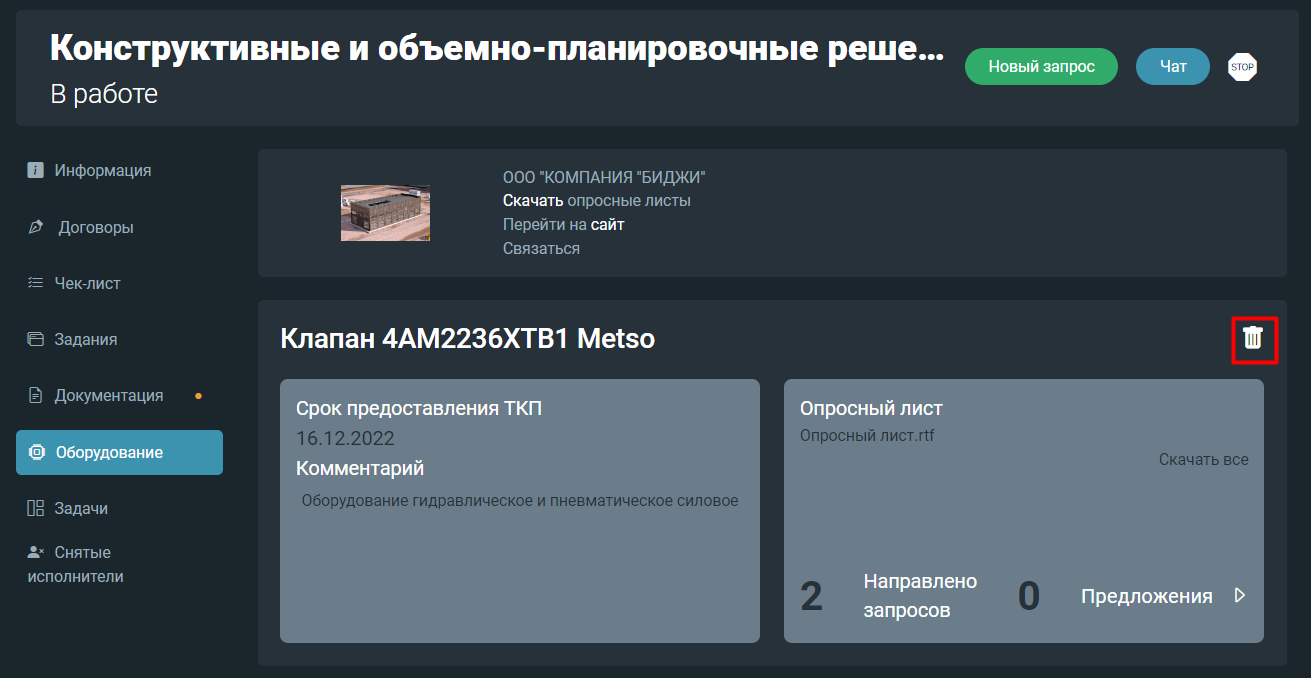 Конструктивные и объемно-планировочные реше...
В работе
Новый запрос
Чат
STOP
Информация
Договоры
Чек-лист
Задания
Документация
Оборудование
Задачи
Снятые
исполнители
ООО "КОМПАНИЯ "БИДЖИ"
Скачать опросные листы
Перейти на сайт
Связаться
Клапан 4AM2236XTB1 Metso
Срок предоставления ТКП
16.12.2022
Комментарий
Оборудование гидравлическое и пневматическое силовое
Опросный лист
Опросный лист.rtf
Скачать все
2 Направлено
запросов
0 Предложения